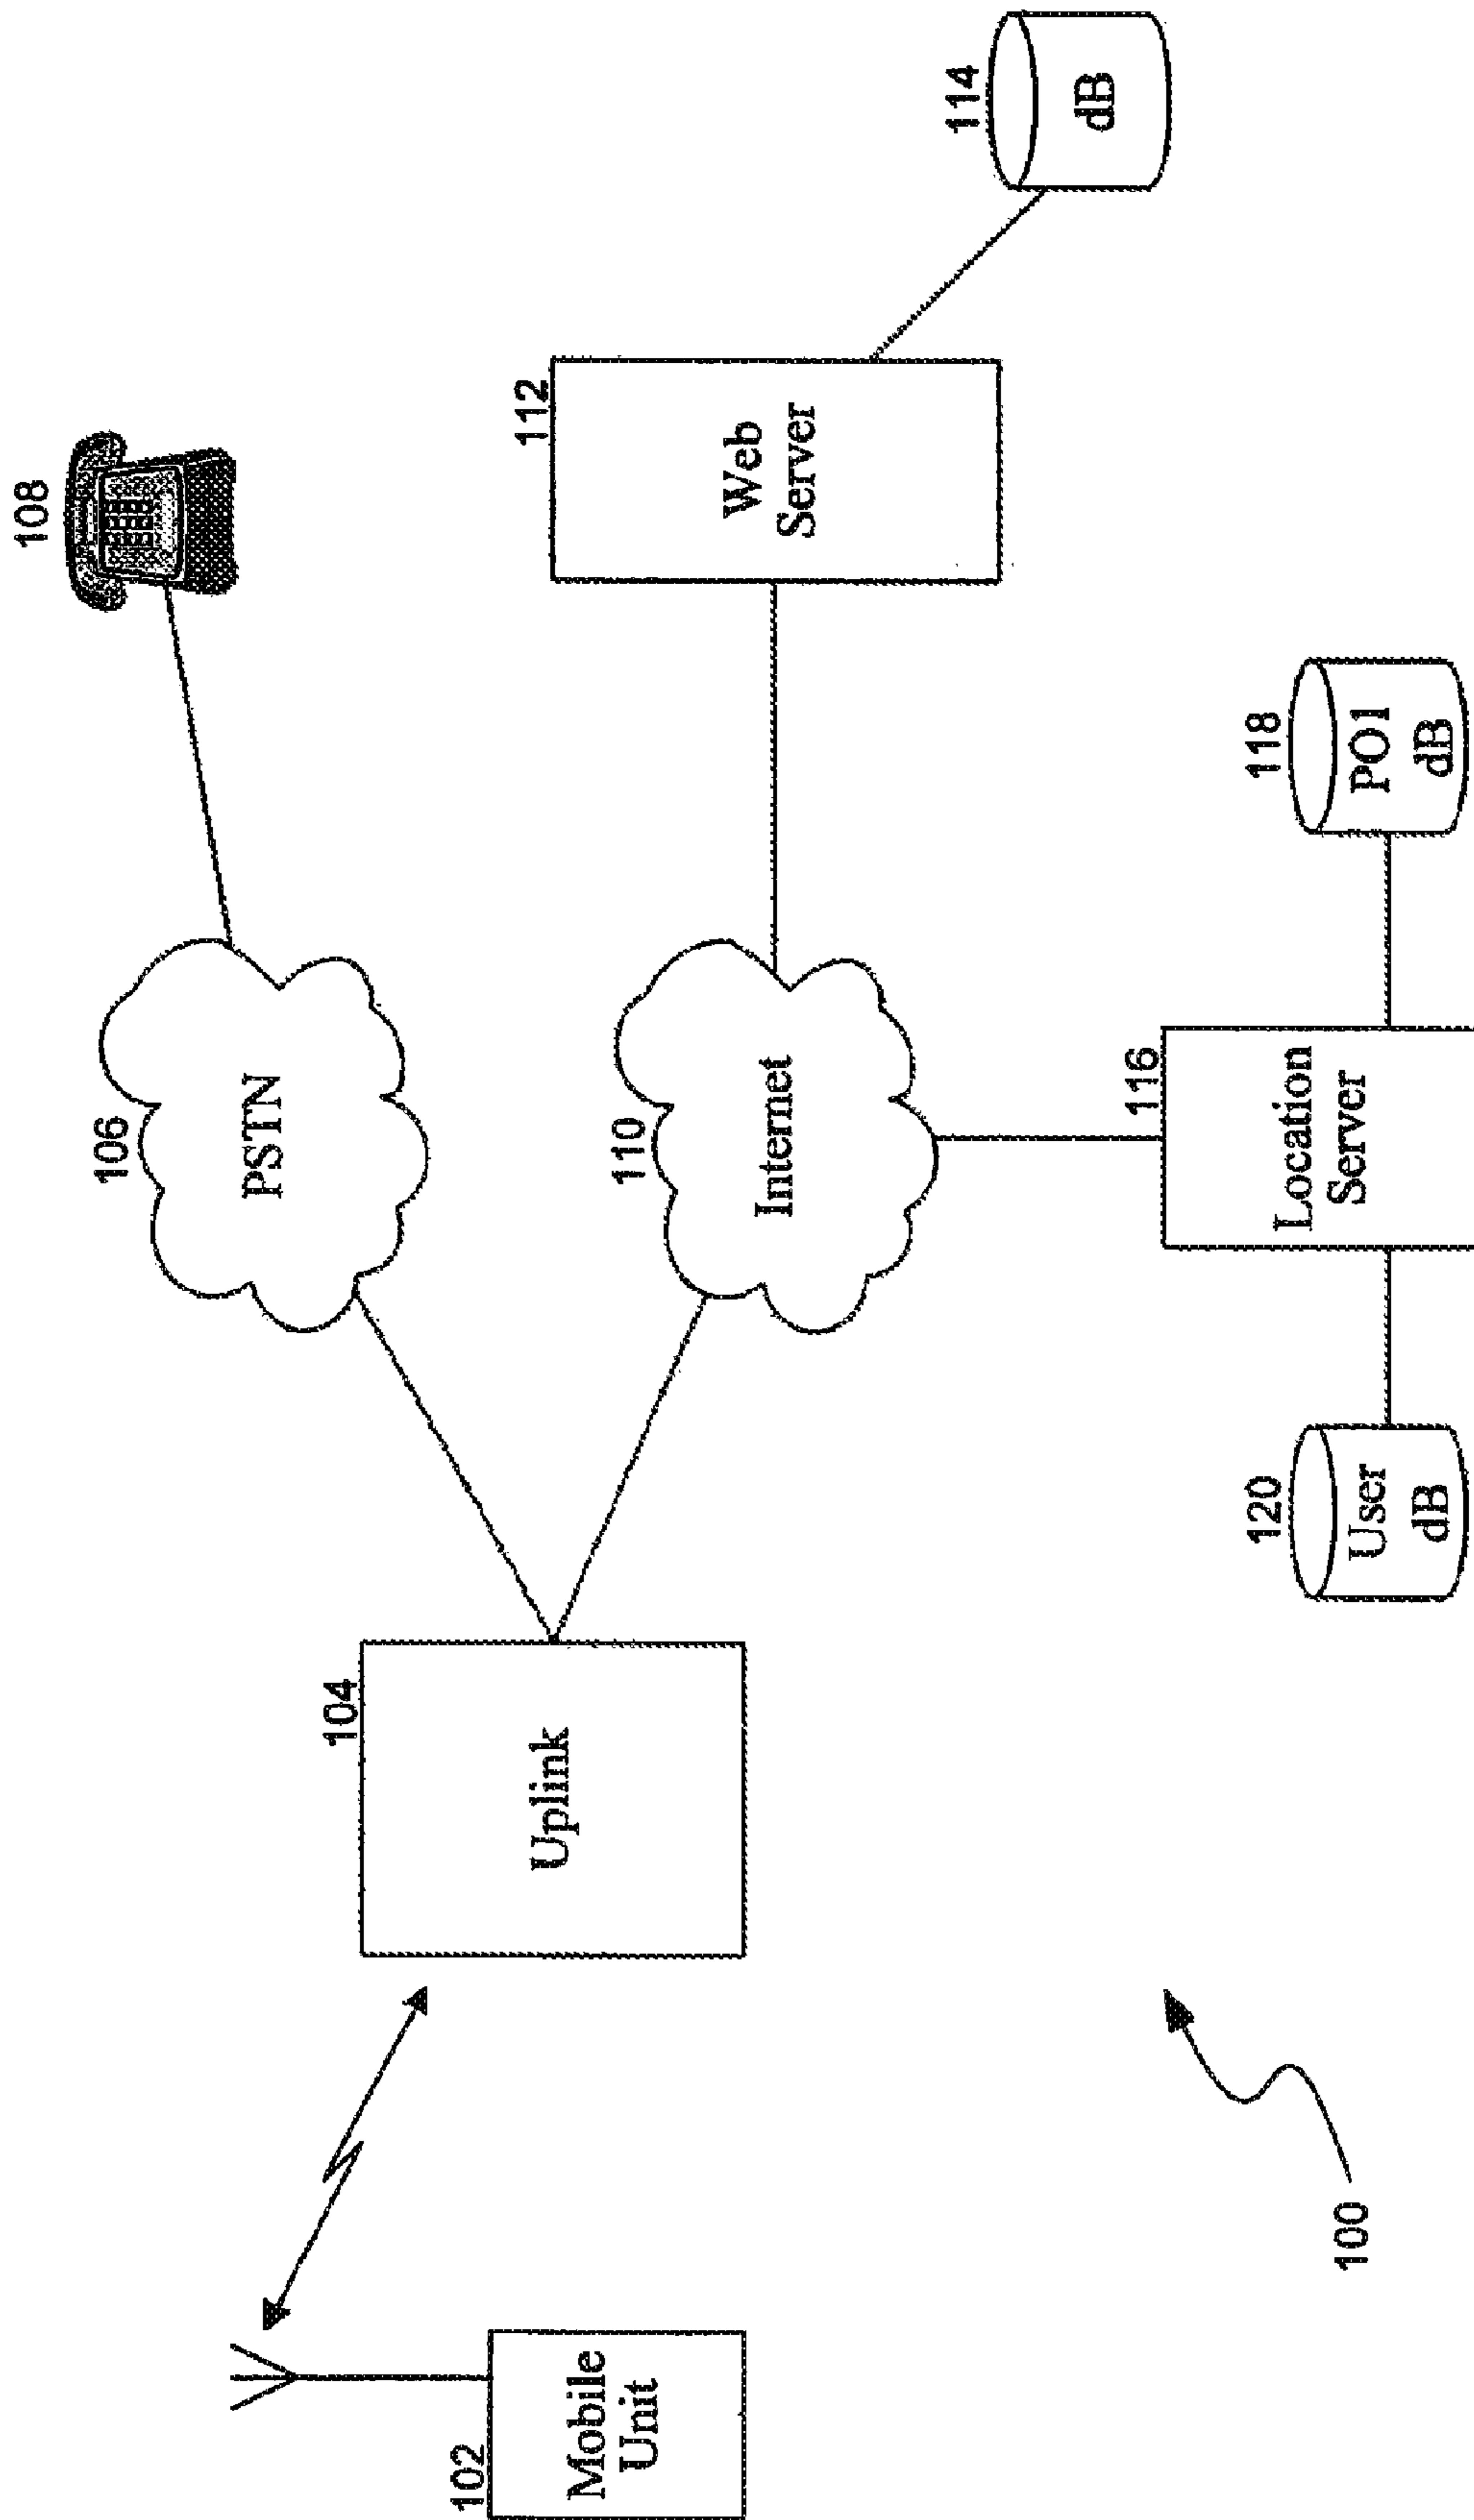 108
106
PSTN
104
Uplink
102
Mobile
Unit
110
Internet
112
Web
Server
114
dB
116
Location
Server
120
User
dB
118
PO1
dB
100